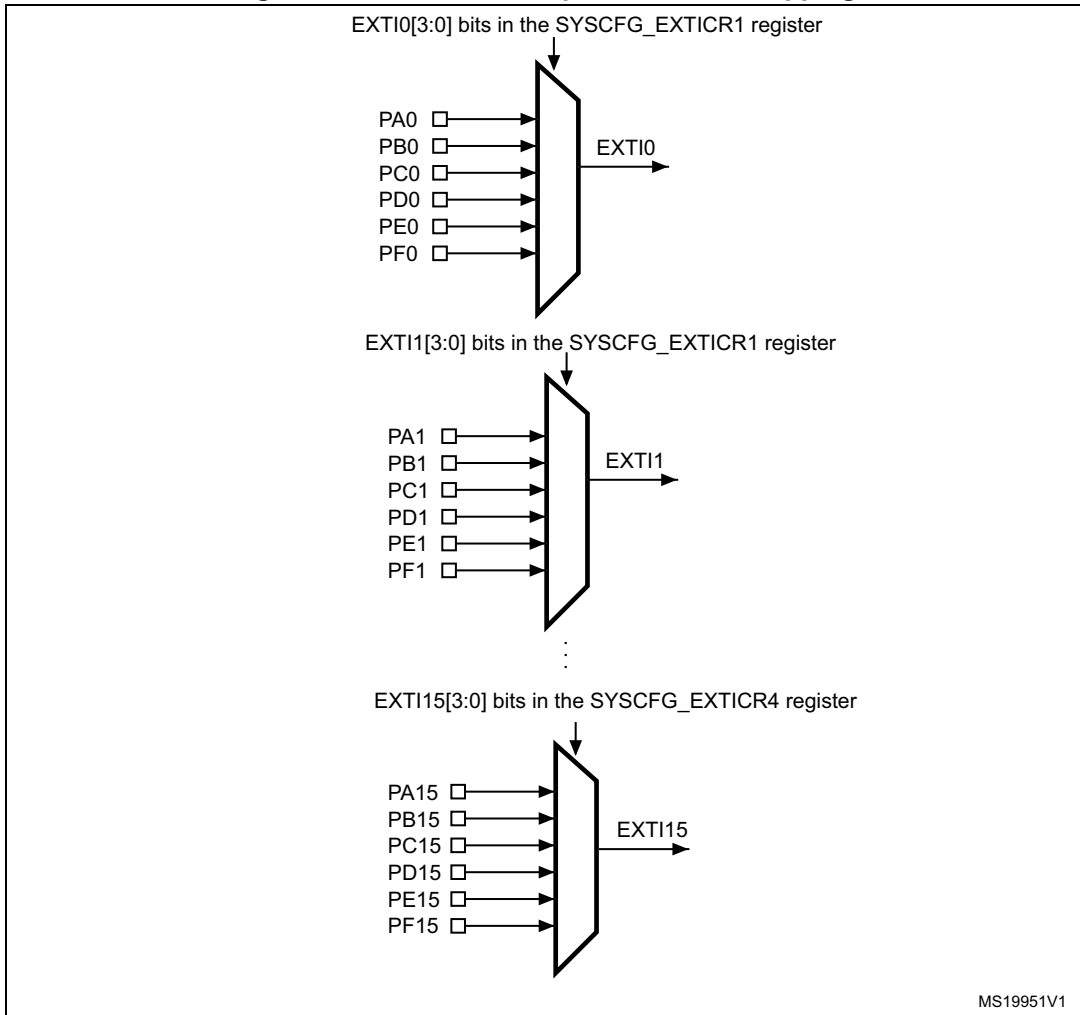 EXTI0[3:0] bits in the SYSCFG_EXTICR1 register
PA0
PB0
PC0
PD0
PE0
PF0
EXTI0
EXTI1[3:0] bits in the SYSCFG_EXTICR1 register
PA1
PB1
PC1
PD1
PE1
PF1
EXTI1
EXTI15[3:0] bits in the SYSCFG_EXTICR4 register
PA15
PB15
PC15
PD15
PE15
PF15
EXTI15
MS19951V1